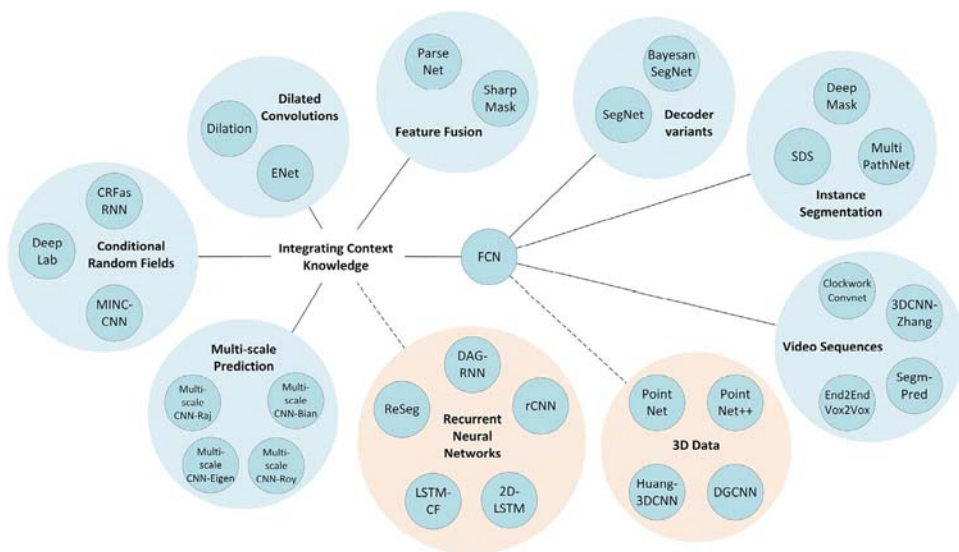 Parse
Net
Sharp
Mask
Feature Fusion
Bayesan
SegNet
SegNet
Decoder
variants
Deep
Mask
SDS
Multi
PathNet
Instance
Segmentation
Dilated
Convolutions
Dilation
ENet
CRFas
RNN
Deep
Lab
Conditional
Random Fields
MINC-
CNN
Integrating Context
Knowledge
FCN
Clockwork
Convnet
3DCNN-
Zhang
Video Sequences
End2End
Vox2Vox
Segm-
Pred
Multi-scale
Prediction
Multi-
scale
CNN-Raj
Multi-
scale
CNN-Bian
Multi-
scale
CNN-Eigen
Multi-
scale
CNN-Roy
DAG-
RNN
ReSeg
rCNN
Recurrent
Neural
Networks
LSTM-
CF
2D-
LSTM
Point
Net
Point
Net++
3D Data
Huang-
3DCNN
DGCNN